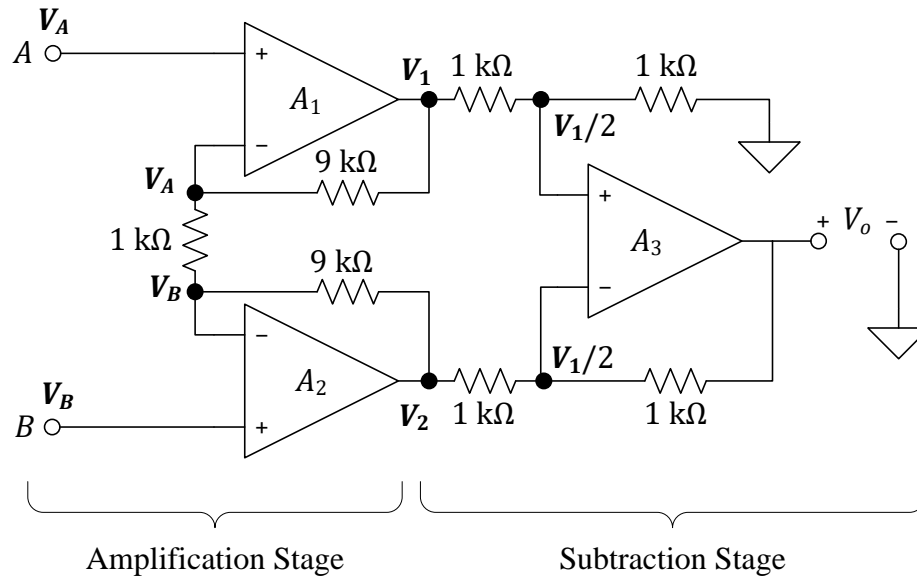 V_A
A
+
A_1
−
V_1
1 kΩ
V_1/2
1 kΩ
9 kΩ
V_A
1 kΩ
V_B
9 kΩ
+
A_3
−
+ V_o −
−
A_2
+
V_B
B
V_2
1 kΩ
V_1/2
1 kΩ
Amplification Stage
Subtraction Stage